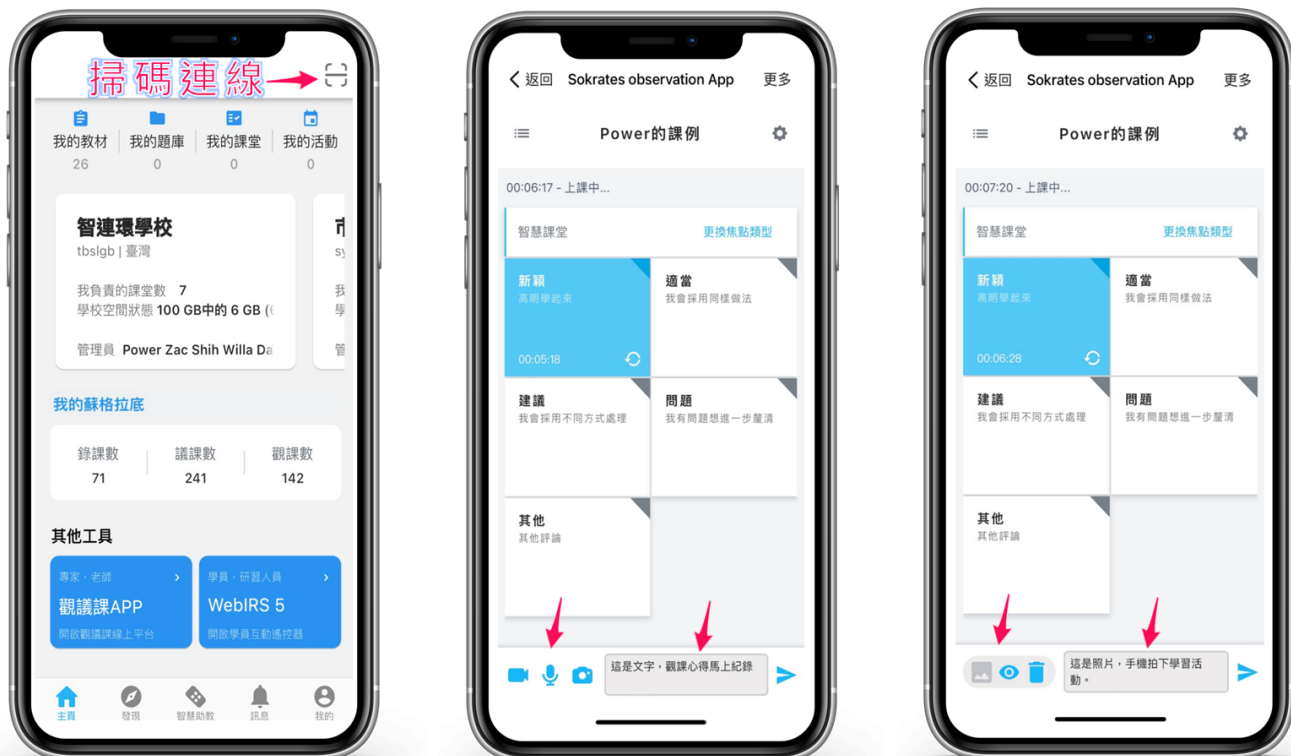 掃碼連線
我的教材 我的題庫 我的課堂 我的活動
26 0 0 0
智連環學校
tbslgb | 臺灣
我負責的課堂數 7
學校空間狀態 100 GB中的 6 GB
管理員 Power Zac Shih Willa Da
我的蘇格拉底
錄課數 議課數 觀課數
71 241 142
其他工具
專家，老師
觀議課APP
開啟觀議課線上平台
學員，研習人員
WebIRS 5
開啟學員互動遙控器
主頁 發現 智慧助教 訊息 我的
返回 Sokrates observation App 更多
Power的課例
00:06:17 - 上課中...
智慧課堂 更換焦點類型
新穎
高明學起來
00:05:18
適當
我會採用同樣做法
建議
我會採用不同方式處理
問題
我有問題想進一步釐清
其他
其他評論
這是文字，觀課心得馬上紀錄
返回 Sokrates observation App 更多
Power的課例
00:07:20 - 上課中...
智慧課堂 更換焦點類型
新穎
高明學起來
00:06:28
適當
我會採用同樣做法
建議
我會採用不同方式處理
問題
我有問題想進一步釐清
其他
其他評論
這是照片，手機拍下學習活
動。